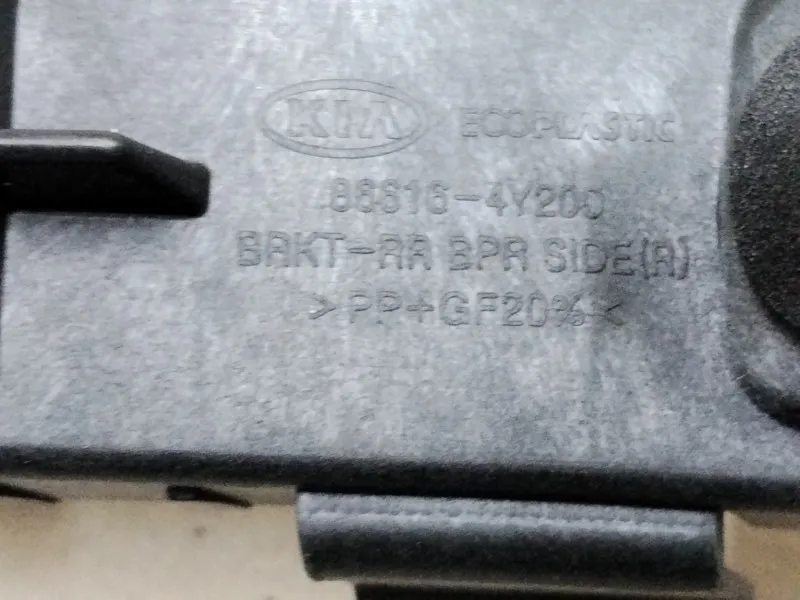 KIA ECOPLASTIC
86616-4Y200
BRKT-RR BPR SIDE(R)
>PP+GF20%<